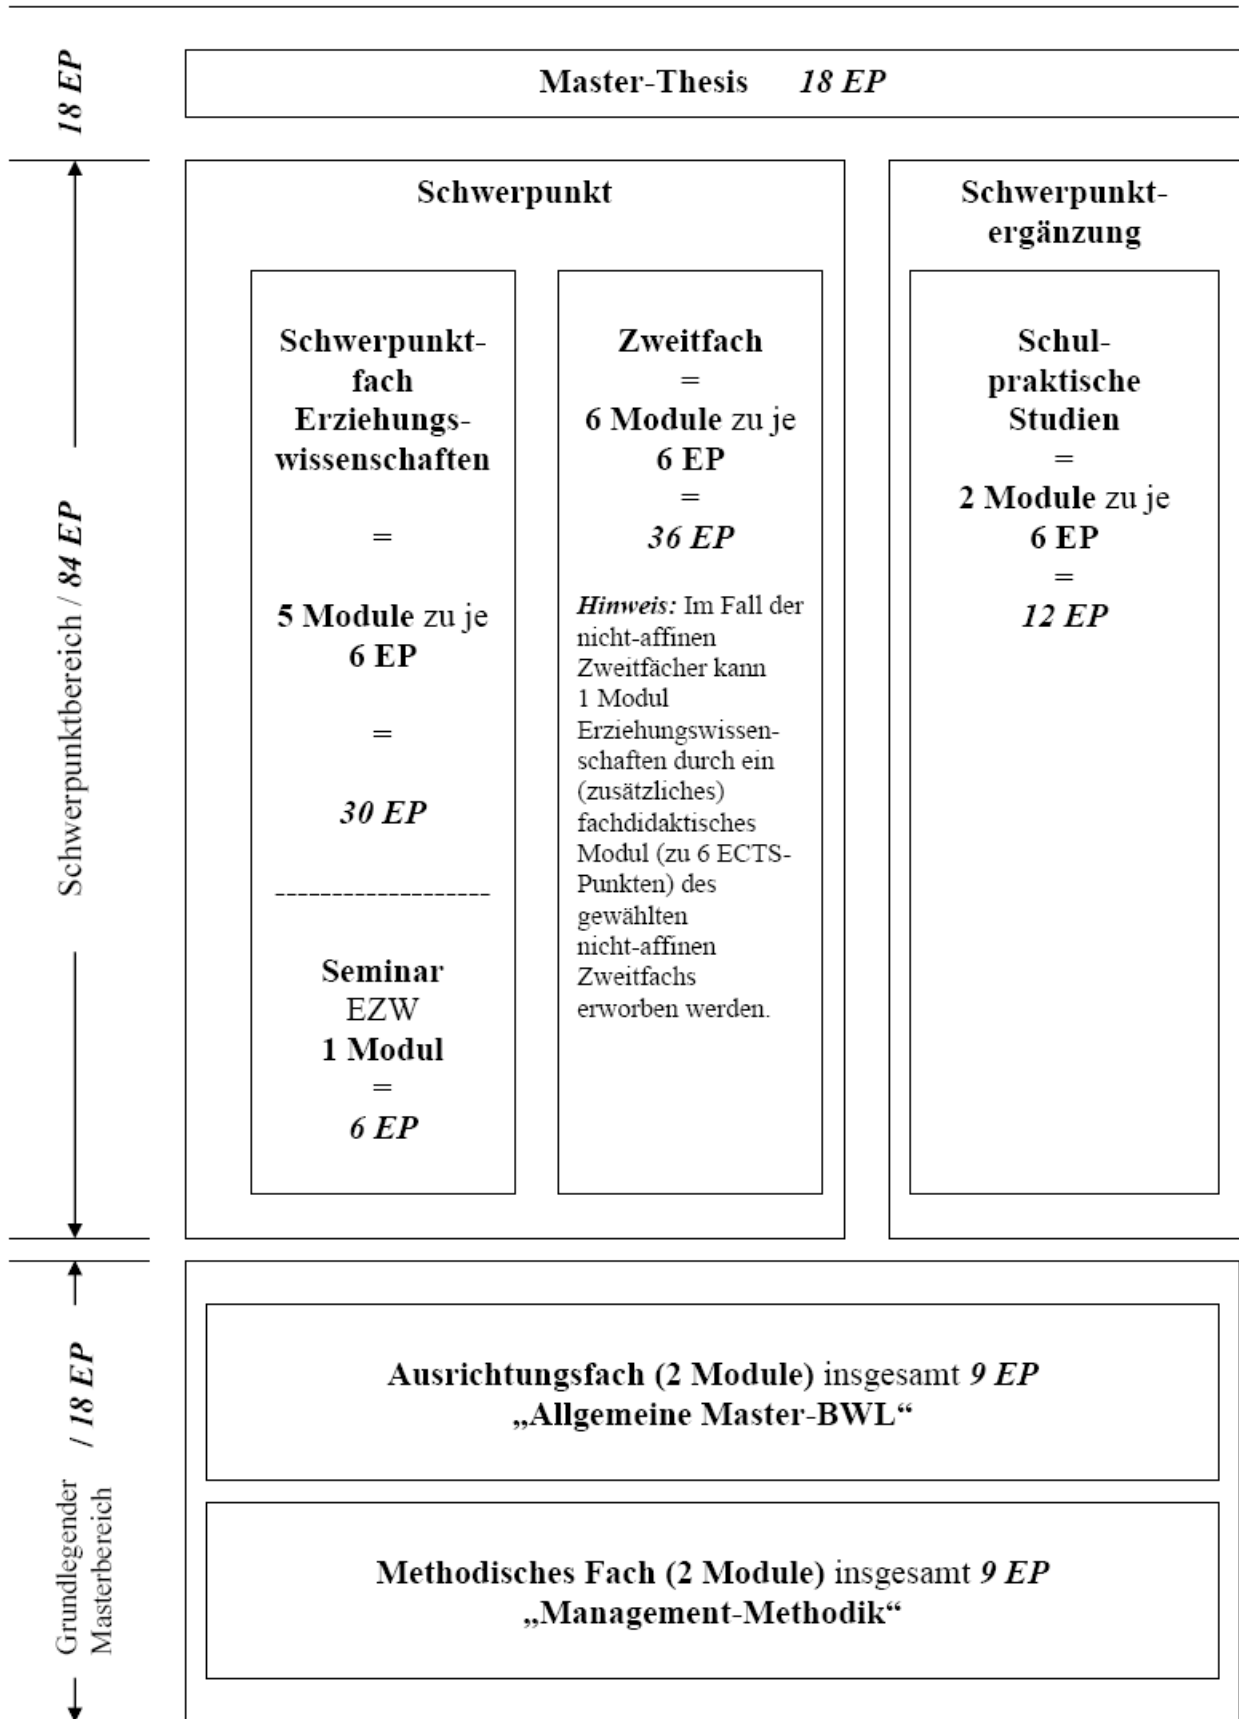 18 EP
Master-Thesis 18 EP
Schwerpunktbereich / 84 EP
Schwerpunkt
Schwerpunkt-
fach
Erziehungs-
wissenschaften
=
5 Module zu je
6 EP
=
30 EP
-------------------
Seminar
EZW
1 Modul
=
6 EP
Zweitfach
=
6 Module zu je
6 EP
=
36 EP
Hinweis: Im Fall der
nicht-affinen
Zweitfächer kann
1 Modul
Erziehungswissen-
schaften durch ein
(zusätzliches)
fachdidaktisches
Modul (zu 6 ECTS-
Punkten) des
gewählten
nicht-affinen
Zweitfachs
erworben werden.
Schwerpunkt-
ergänzung
Schul-
praktische
Studien
=
2 Module zu je
6 EP
=
12 EP
Grundlegender
Masterbereich
/ 18 EP
Ausrichtungsfach (2 Module) insgesamt 9 EP
„Allgemeine Master-BWL“
Methodisches Fach (2 Module) insgesamt 9 EP
„Management-Methodik“